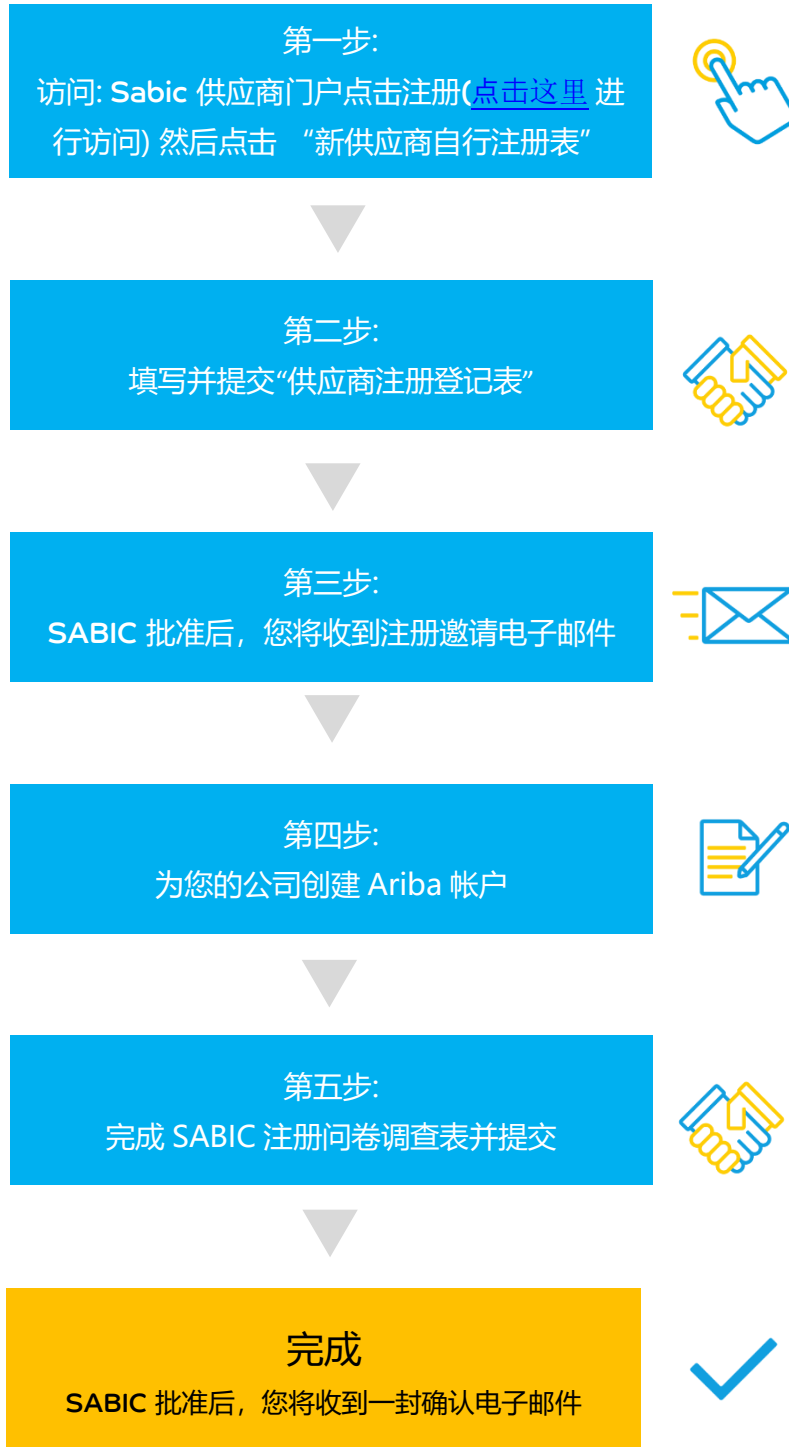 第一步:
访问: Sabic 供应商门户点击注册(点击这里 进
行访问) 然后点击 “新供应商自行注册表”
第二步:
填写并提交“供应商注册登记表”
第三步:
SABIC 批准后，您将收到注册邀请电子邮件
第四步:
为您的公司创建 Ariba 帐户
第五步:
完成 SABIC 注册问卷调查表并提交
完成
SABIC 批准后，您将收到一封确认电子邮件